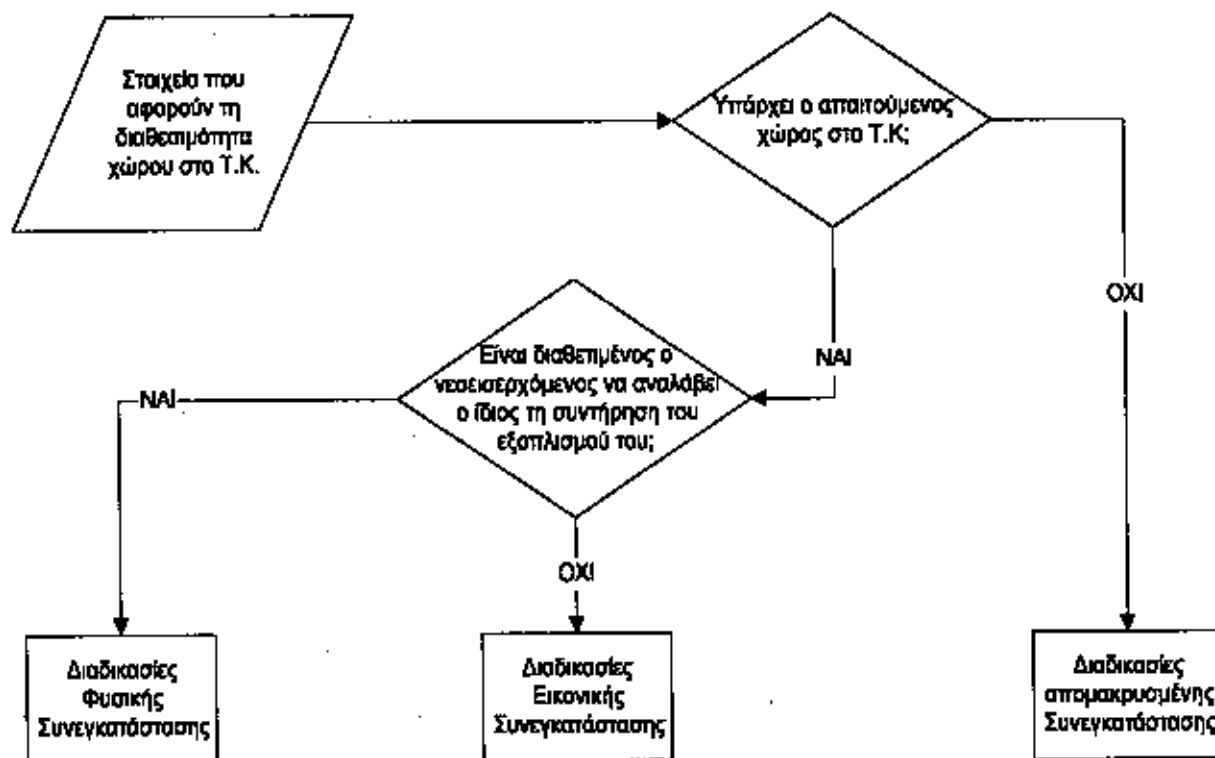 Στοιχεία που
αφορούν τη
διαθεσιμότητα
χώρου στο Τ.Κ.
Υπάρχει ο απαιτούμενος
χώρος στο Τ.Κ;
ΟΧΙ
ΝΑΙ
Είναι διαθετιμένος ο
νεοεισερχόμενος να αναλάβει
ο ίδιος τη συντήρηση του
εξοπλισμού του;
ΝΑΙ
ΟΧΙ
Διαδικασίες
Φυσικής
Συνεγκατάστασης
Διαδικασίες
Εικονικής
Συνεγκατάστασης
Διαδικασίες
απομακρυσμένης
Συνεγκατάστασης